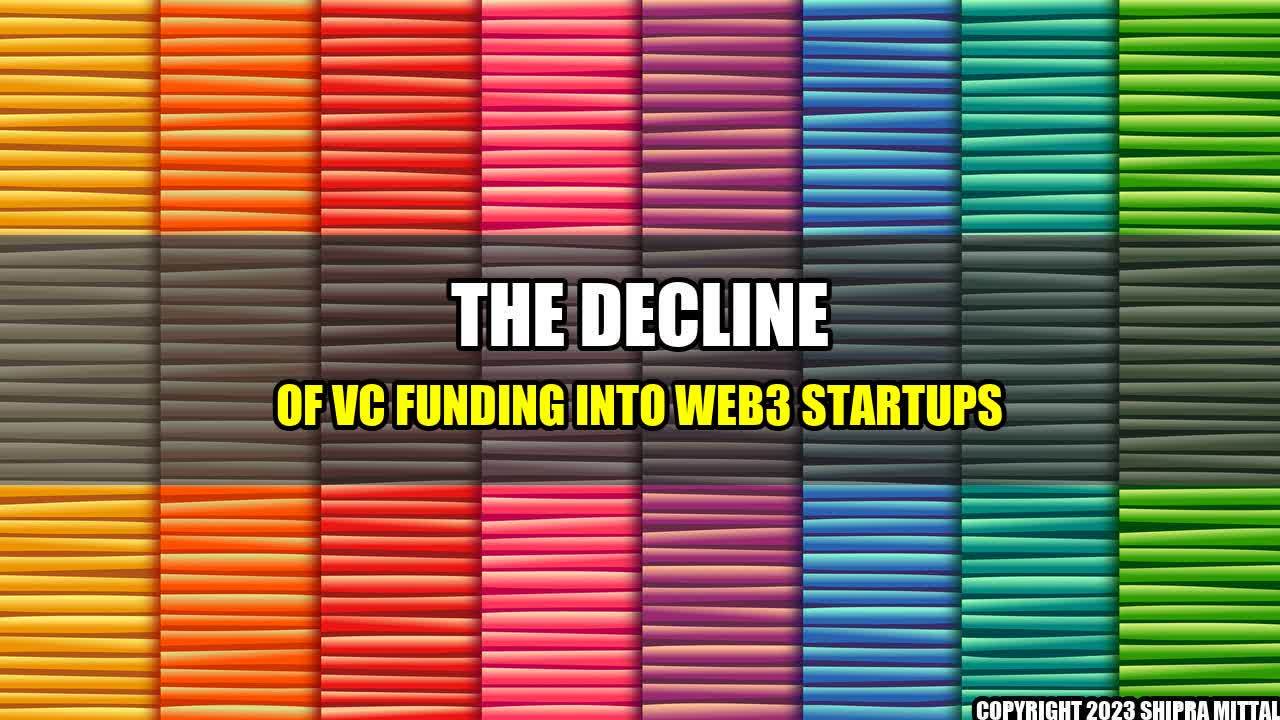 THE DECLINE
OF VC FUNDING INTO WEB3 STARTUPS
COPYRIGHT 2023 SHIPRA MITTAL